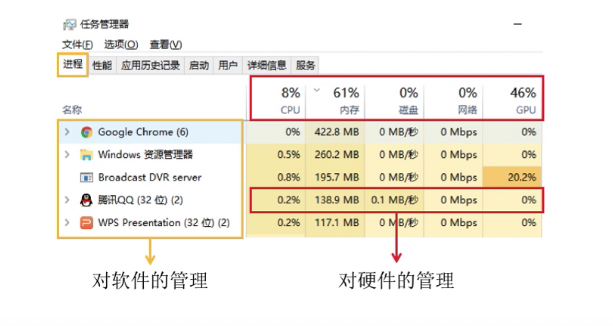 任务管理器
文件(F) 选项(O) 查看(V)
进程 性能 应用历史记录 启动 用户 详细信息 服务
8% 61% 0% 0% 46%
名称 CPU 内存 磁盘 网络 GPU
Google Chrome (6) 0% 422.8 MB 0 MB/秒 0 Mbps 0%
Windows 资源管理器 0.5% 260.2 MB 0 MB/秒 0 Mbps 0%
Broadcast DVR server 0.8% 195.7 MB 0 MB/秒 0 Mbps 20.2%
腾讯QQ (32 位) (2) 0.2% 138.9 MB 0.1 MB/秒 0 Mbps 0%
WPS Presentation (32 位) (2) 0.2% 117.1 MB 0 MB/秒 0 Mbps 0%
对软件的管理 对硬件的管理